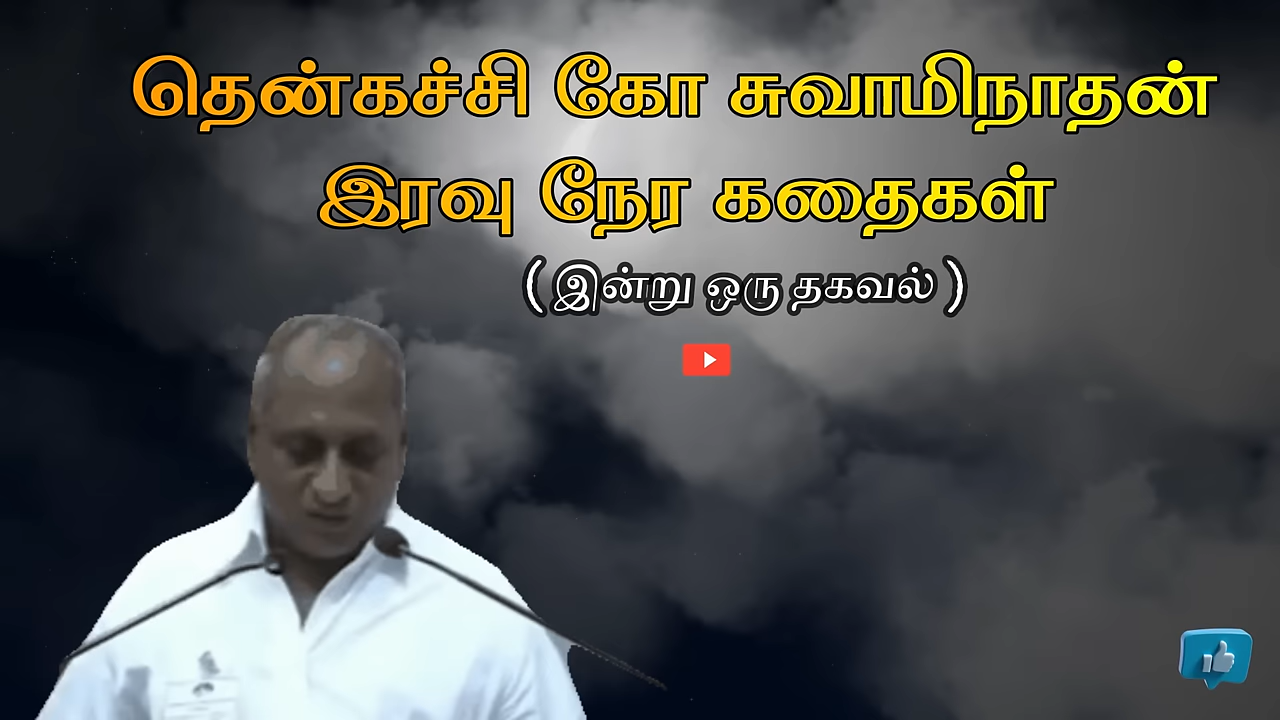 தென்கச்சி கோ சுவாமிநாதன்
இரவு நேர கதைகள்
( இன்று ஒரு தகவல் )